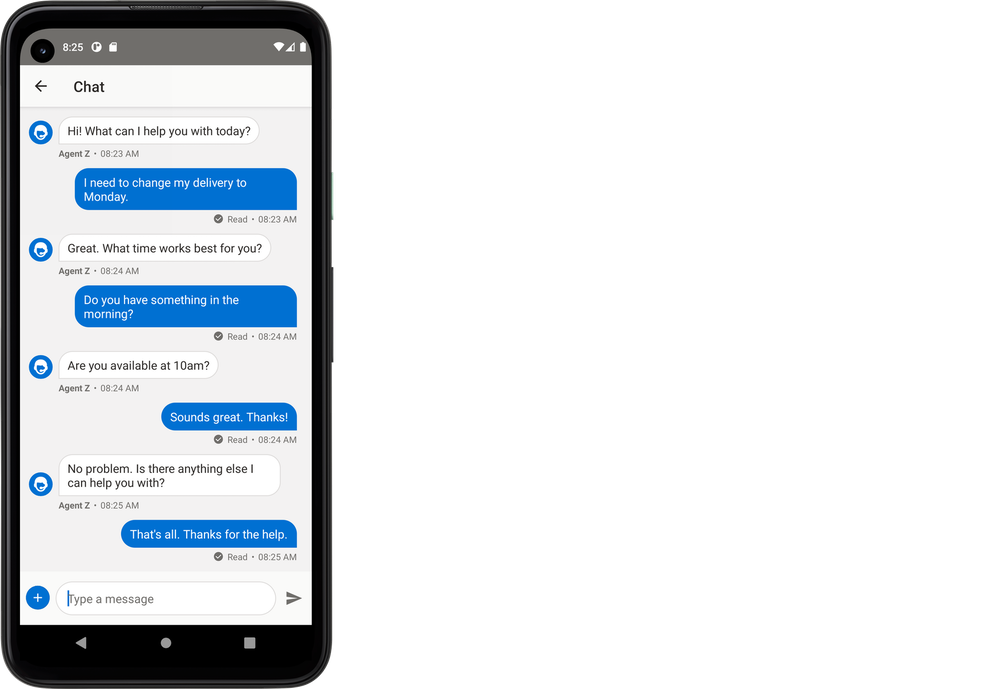 8:25
Chat
Hi! What can I help you with today?
Agent Z • 08:23 AM
I need to change my delivery to
Monday.
Read • 08:23 AM
Great. What time works best for you?
Agent Z • 08:24 AM
Do you have something in the
morning?
Read • 08:24 AM
Are you available at 10am?
Agent Z • 08:24 AM
Sounds great. Thanks!
Read • 08:24 AM
No problem. Is there anything else I
can help you with?
Agent Z • 08:25 AM
That's all. Thanks for the help.
Read • 08:25 AM
Type a message